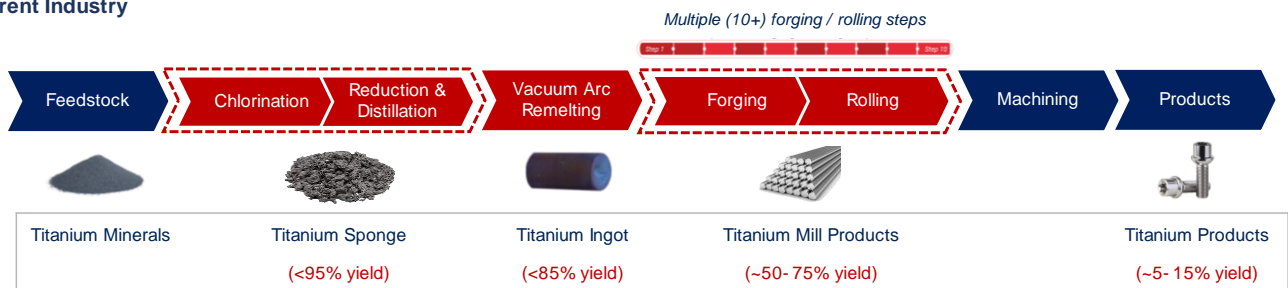 rent Industry
Multiple (10+) forging / rolling steps
Step 1 Step 10
Feedstock
Chlorination
Reduction &
Distillation
Vacuum Arc
Remelting
Forging
Rolling
Machining
Products
Titanium Minerals
Titanium Sponge
Titanium Ingot
Titanium Mill Products
Titanium Products
(<95% yield)
(<85% yield)
(~50- 75% yield)
(~5- 15% yield)